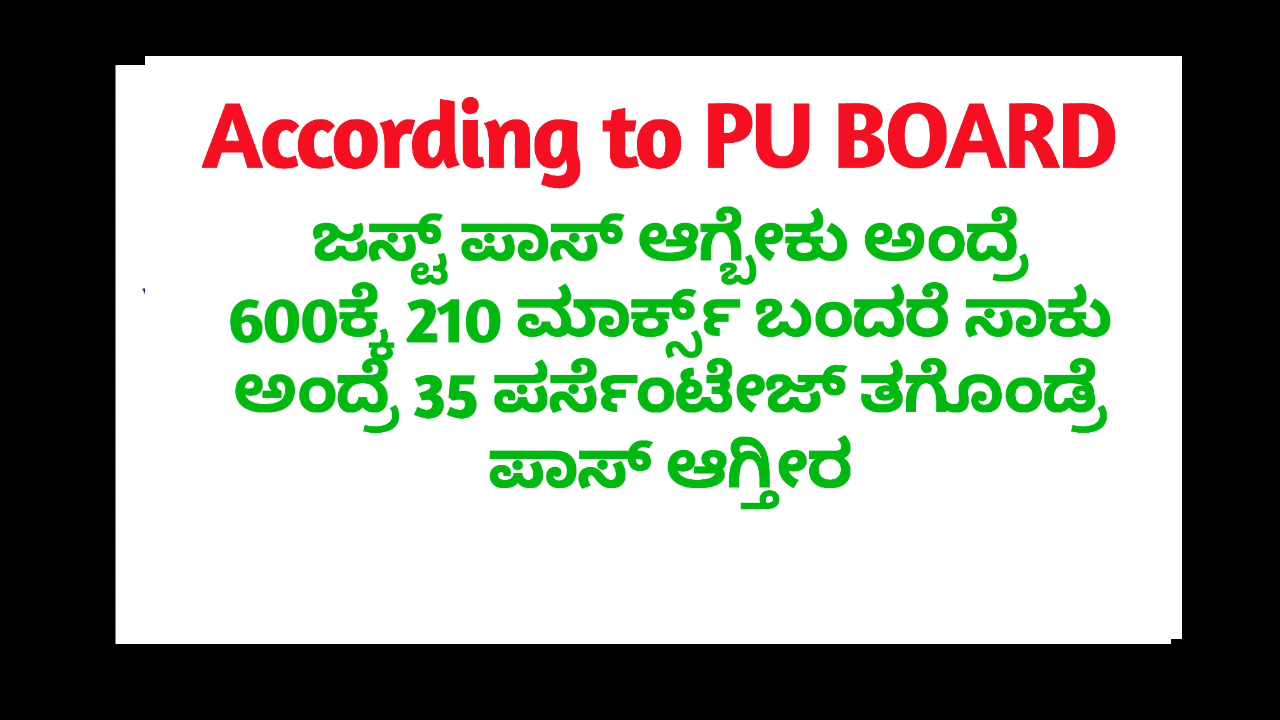 According to PU BOARD
ಜಸ್ಟ್ ಪಾಸ್ ಆಗ್ಬೇಕು ಅಂದ್ರೆ
600ಕ್ಕೆ 210 ಮಾರ್ಕ್ಸ್ ಬಂದರೆ ಸಾಕು
ಅಂದ್ರೆ 35 ಪರ್ಸೆಂಟೇಜ್ ತಗೊಂಡ್ರೆ
ಪಾಸ್ ಆಗ್ತೀರ